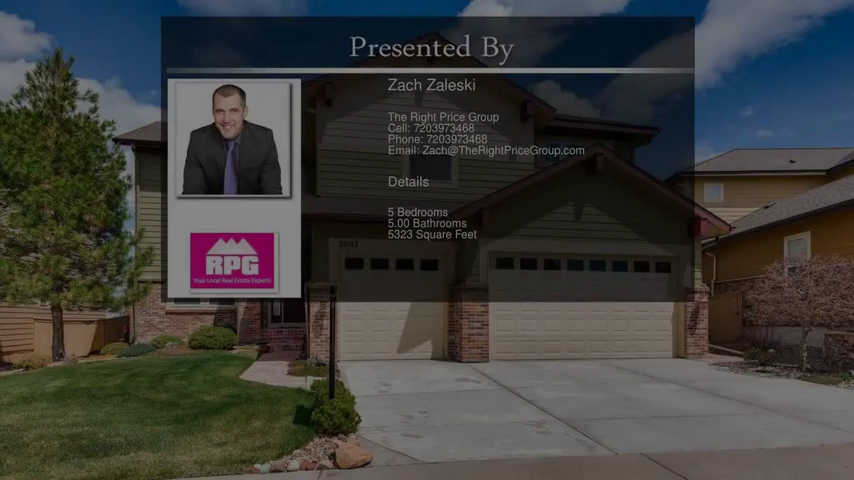 Presented By
Zach Zaleski
The Right Price Group
Cell: 7203973468
Phone: 7203973468
Email: Zach@TheRightPriceGroup.com
Details
5 Bedrooms
5.00 Bathrooms
5323 Square Feet
RPG
Your Local Real Estate Experts